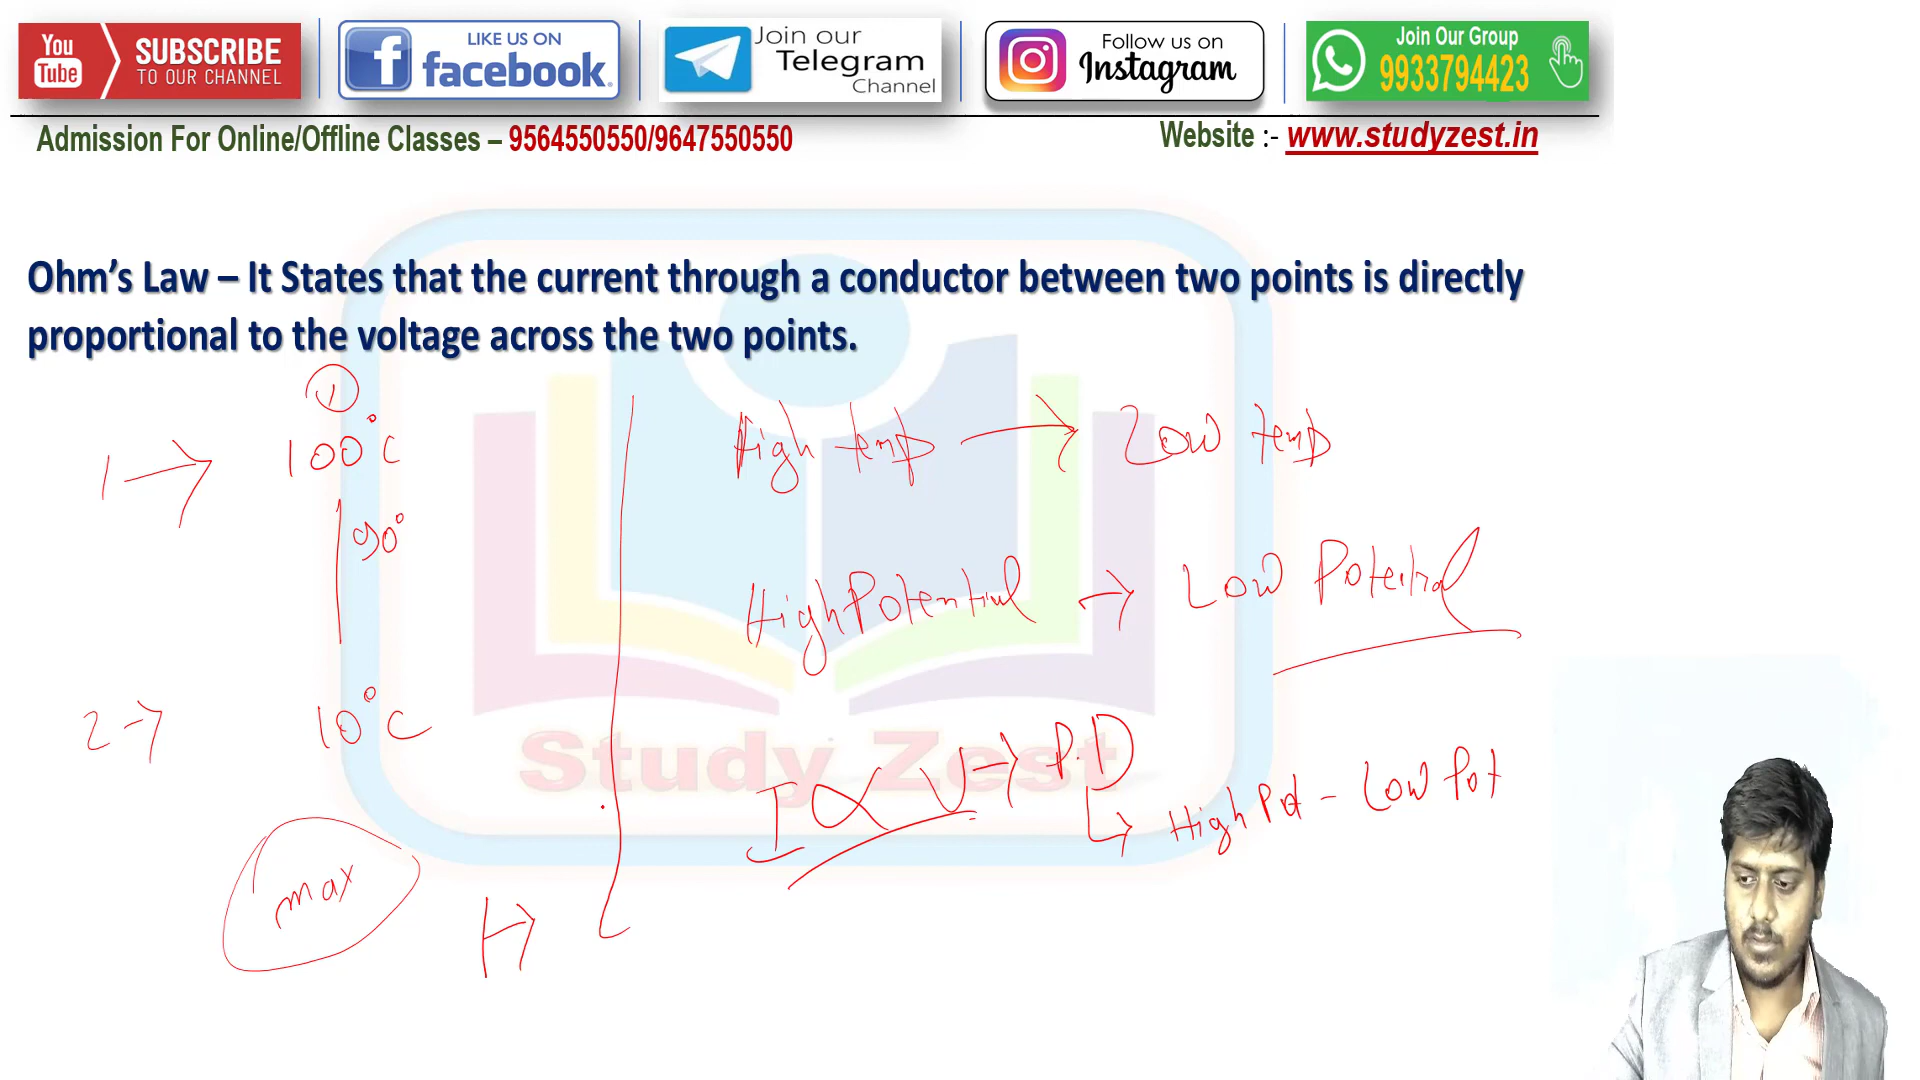 You Tube SUBSCRIBE TO OUR CHANNEL
LIKE US ON facebook.
Join our Telegram Channel
Follow us on Instagram
Join Our Group 9933794423
Admission For Online/Offline Classes – 9564550550/9647550550
Website :- www.studyzest.in
Ohm's Law – It States that the current through a conductor between two points is directly
proportional to the voltage across the two points.
1
1 → 100°C
90°
2 → 10°C
max
High temp → Low temp
High Potential → Low Potential
I ∝ V → P.D
↳ High Pot - Low Pot
Study Zest